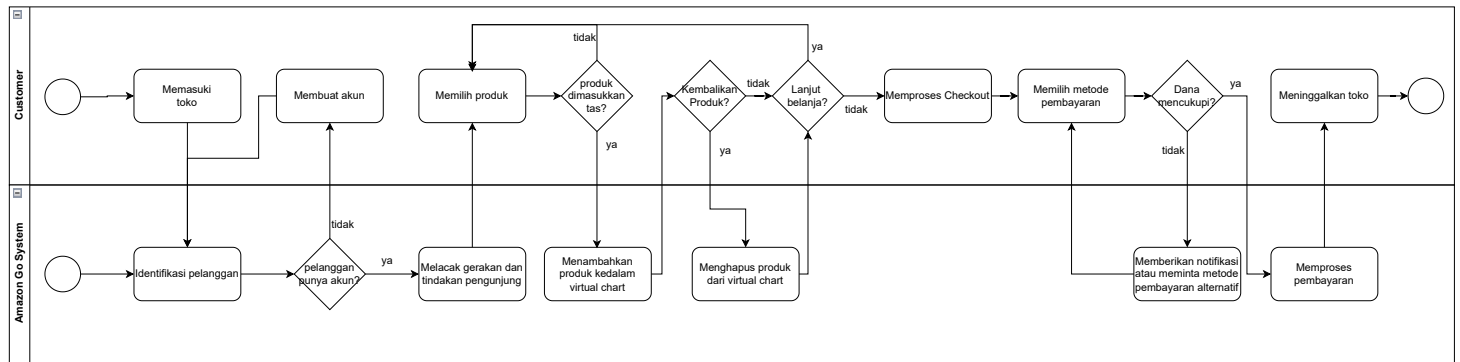 Customer
Memasuki
toko
Membuat akun
Memilih produk
tidak
produk
dimasukkan
tas?
ya
Kembalikan
Produk?
tidak
ya
ya
Lanjut
belanja?
tidak
Memproses Checkout
Memilih metode
pembayaran
Dana
mencukupi?
ya
tidak
Meninggalkan toko
Amazon Go System
Identifikasi pelanggan
tidak
pelanggan
punya akun?
ya
Melacak gerakan dan
tindakan pengunjung
Menambahkan
produk kedalam
virtual chart
Menghapus produk
dari virtual chart
Memberikan notifikasi
atau meminta metode
pembayaran alternatif
Memproses
pembayaran